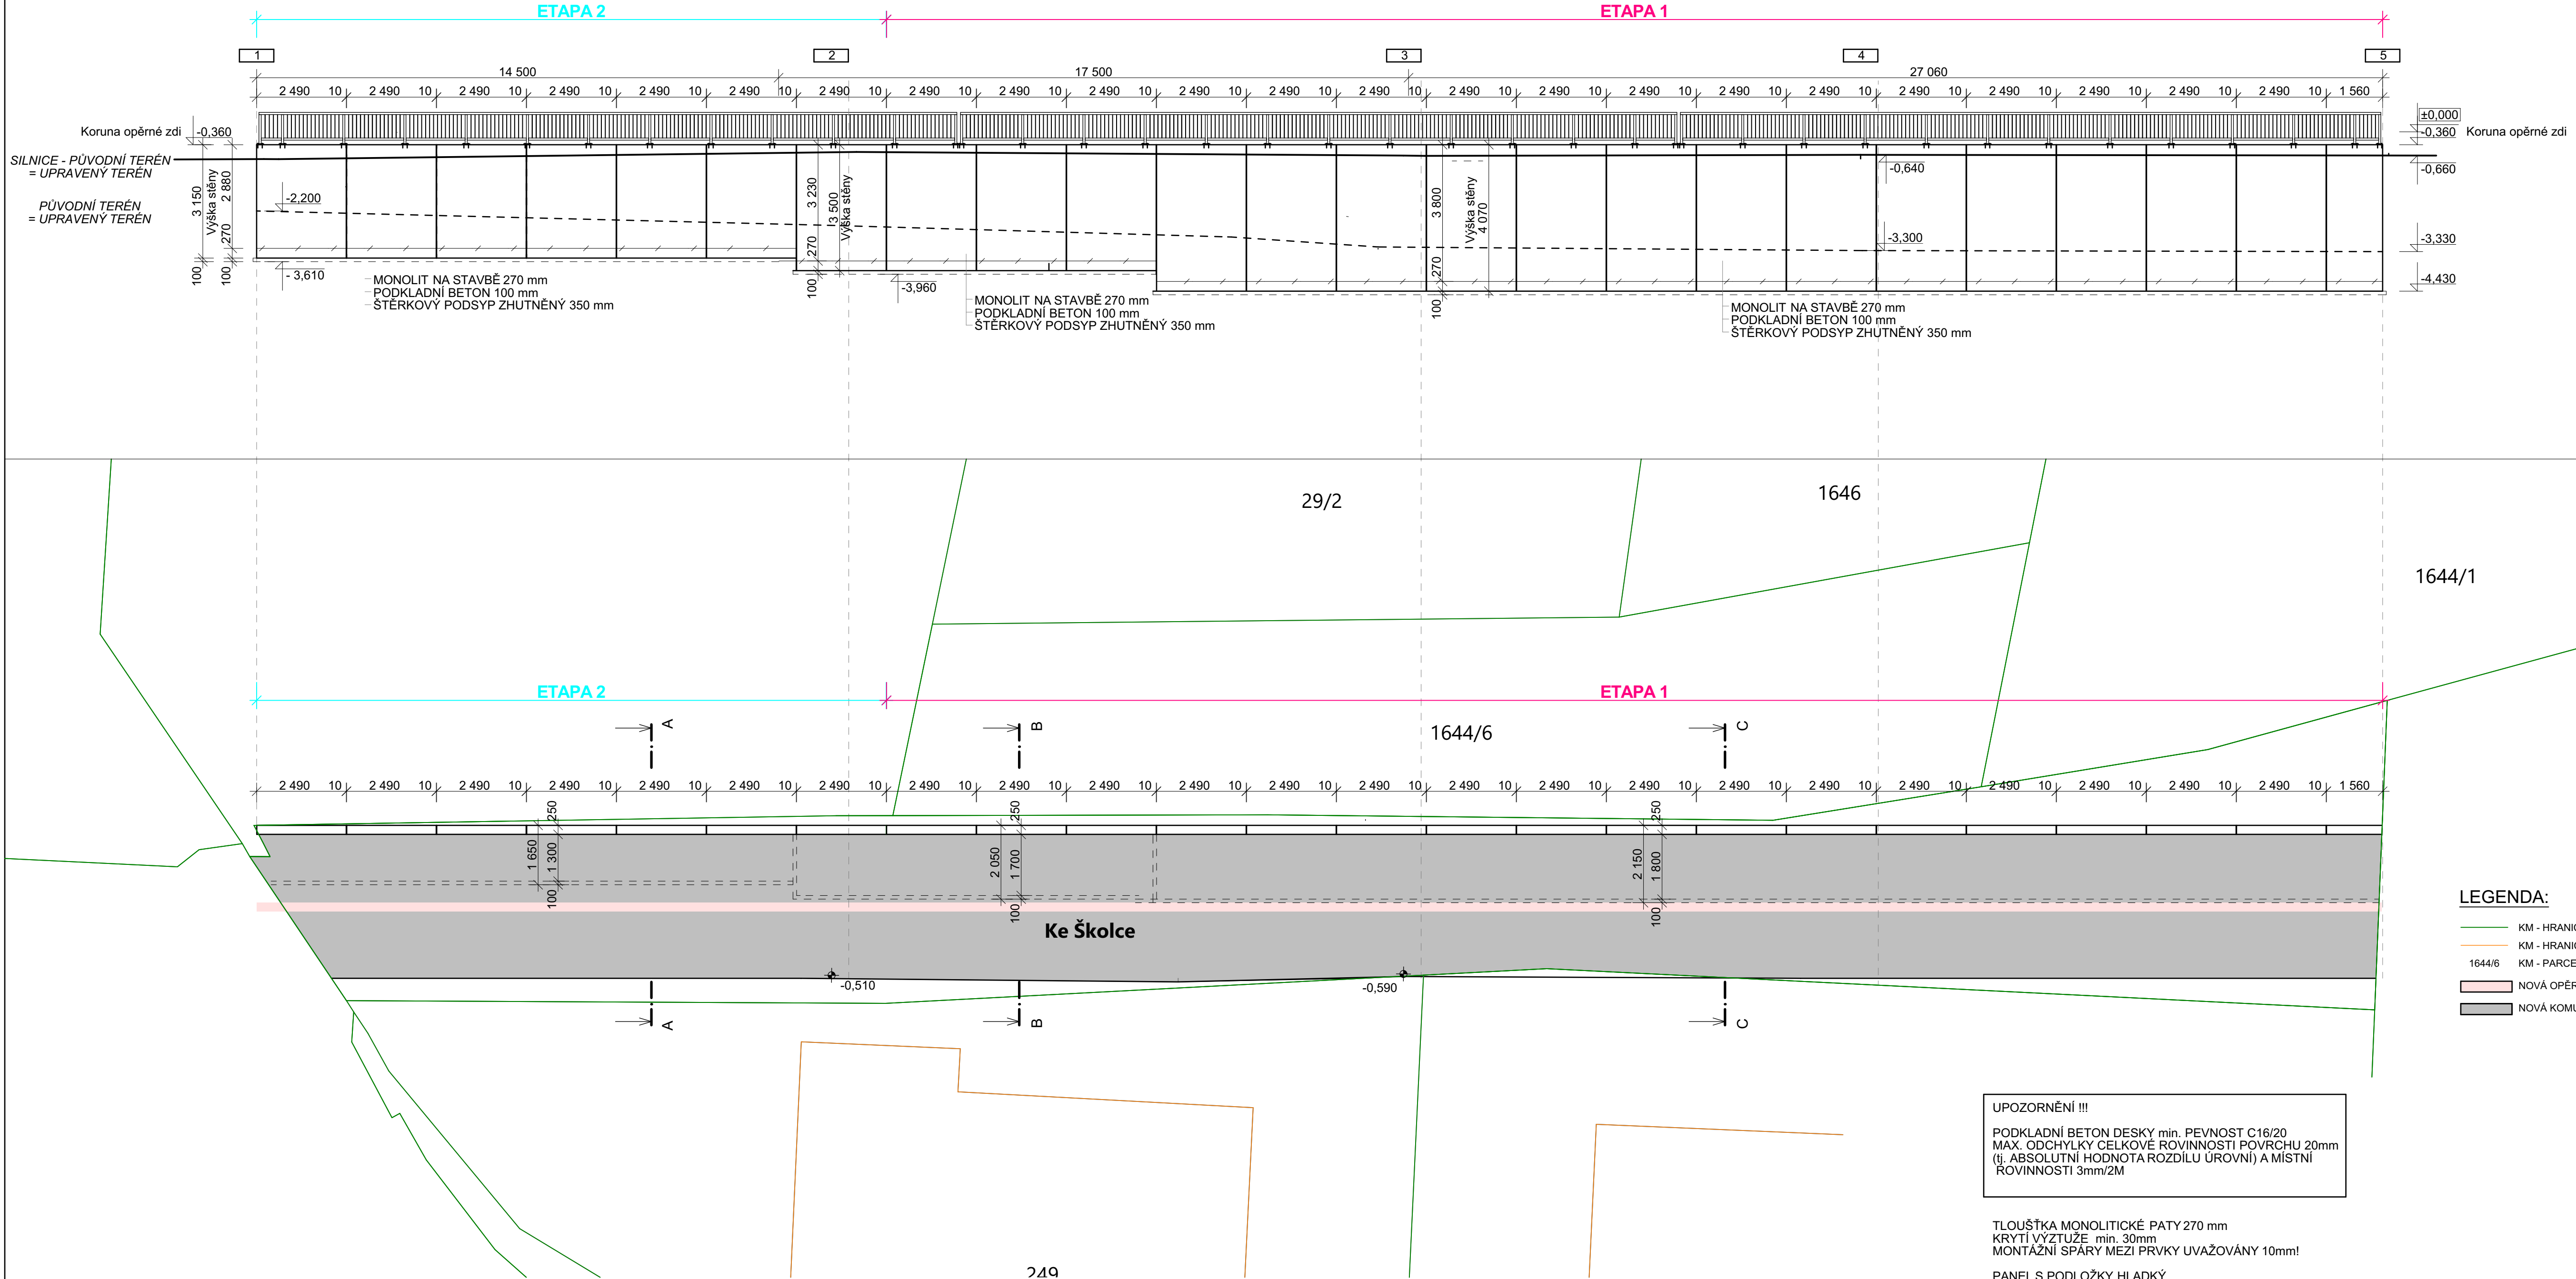 ETAPA 2
ETAPA 1
1
2
3
4
5
14 500
17 500
27 060
2 490 10 2 490 10 2 490 10 2 490 10 2 490 10 2 490 10 2 490 10 2 490 10 2 490 10 2 490 10 2 490 10 2 490 10 2 490 10 2 490 10 2 490 10 2 490 10 2 490 10 2 490 10 2 490 10 2 490 10 2 490 10 2 490 10 2 490 10 1 560
Koruna opěrné zdi
-0,360
±0,000
-0,360
Koruna opěrné zdi
SILNICE - PŮVODNÍ TERÉN
= UPRAVENÝ TERÉN
PŮVODNÍ TERÉN
= UPRAVENÝ TERÉN
3 150
Výška stěny
2 880
270
100
100
-2,200
- 3,610
3 230
3 500
Výška stěny
270
100
-3,960
3 800
Výška stěny
4 070
270
100
-0,640
-0,660
-3,300
-3,330
-4,430
MONOLIT NA STAVBĚ 270 mm
PODKLADNÍ BETON 100 mm
ŠTĚRKOVÝ PODSYP ZHUTNĚNÝ 350 mm
MONOLIT NA STAVBĚ 270 mm
PODKLADNÍ BETON 100 mm
ŠTĚRKOVÝ PODSYP ZHUTNĚNÝ 350 mm
MONOLIT NA STAVBĚ 270 mm
PODKLADNÍ BETON 100 mm
ŠTĚRKOVÝ PODSYP ZHUTNĚNÝ 350 mm
29/2
1646
1644/1
ETAPA 2
ETAPA 1
A
B
1644/6
C
2 490 10 2 490 10 2 490 10 2 490 10 2 490 10 2 490 10 2 490 10 2 490 10 2 490 10 2 490 10 2 490 10 2 490 10 2 490 10 2 490 10 2 490 10 2 490 10 2 490 10 2 490 10 2 490 10 2 490 10 2 490 10 2 490 10 2 490 10 1 560
250
1 650
1 300
100
250
2 050
1 700
100
250
2 150
1 800
100
Ke Školce
-0,510
-0,590
A
B
C
249
LEGENDA:
KM - HRANIC
KM - HRANIC
1644/6 KM - PARCE
NOVÁ OPĚR
NOVÁ KOMU
UPOZORNĚNÍ !!!
PODKLADNÍ BETON DESKY min. PEVNOST C16/20
MAX. ODCHYLKY CELKOVÉ ROVINNOSTI POVRCHU 20mm
(tj. ABSOLUTNÍ HODNOTA ROZDÍLU ÚROVNÍ) A MÍSTNÍ
ROVINNOSTI 3mm/2M
TLOUŠŤKA MONOLITICKÉ PATY 270 mm
KRYTÍ VÝZTUŽE min. 30mm
MONTÁŽNÍ SPÁRY MEZI PRVKY UVAŽOVÁNY 10mm!
PANEL S PODLOŽKY HLADKÝ